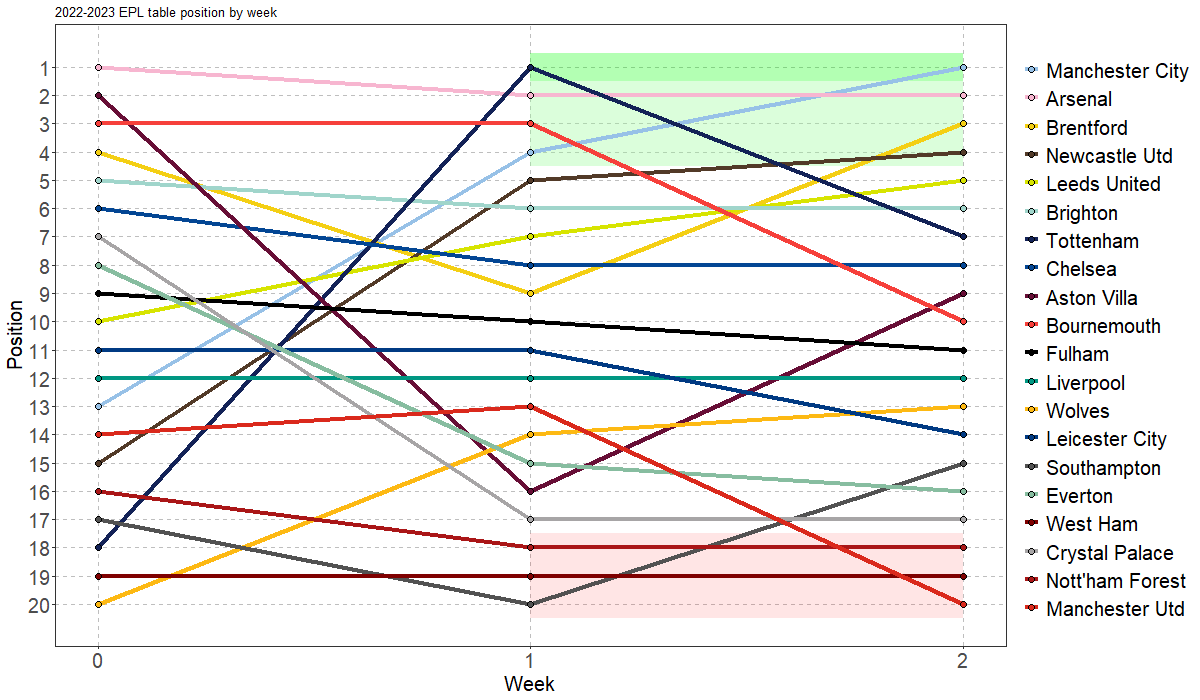 2022-2023 EPL table position by week
Position
1
2
3
4
5
6
7
8
9
10
11
12
13
14
15
16
17
18
19
20
0 1 2
Week
Manchester City
Arsenal
Brentford
Newcastle Utd
Leeds United
Brighton
Tottenham
Chelsea
Aston Villa
Bournemouth
Fulham
Liverpool
Wolves
Leicester City
Southampton
Everton
West Ham
Crystal Palace
Nott'ham Forest
Manchester Utd